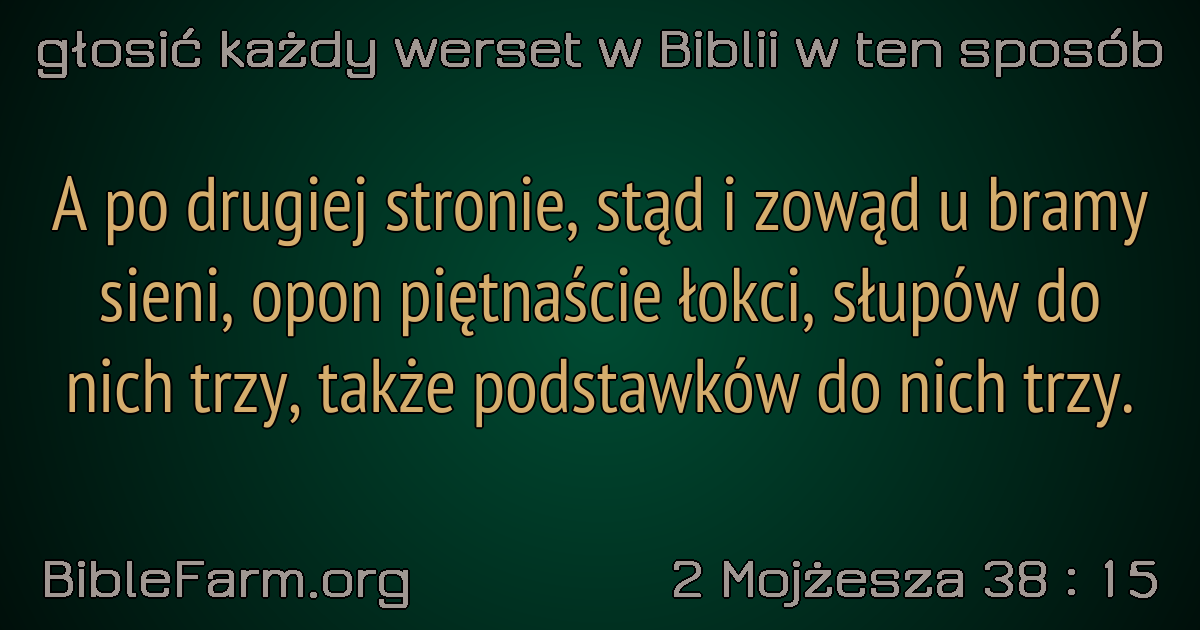 głosić każdy werset w Biblii w ten sposób
A po drugiej stronie, stąd i zowąd u bramy
sieni, opon piętnaście łokci, słupów do
nich trzy, także podstawków do nich trzy.
BibleFarm.org
2 Mojżesza 38 : 15